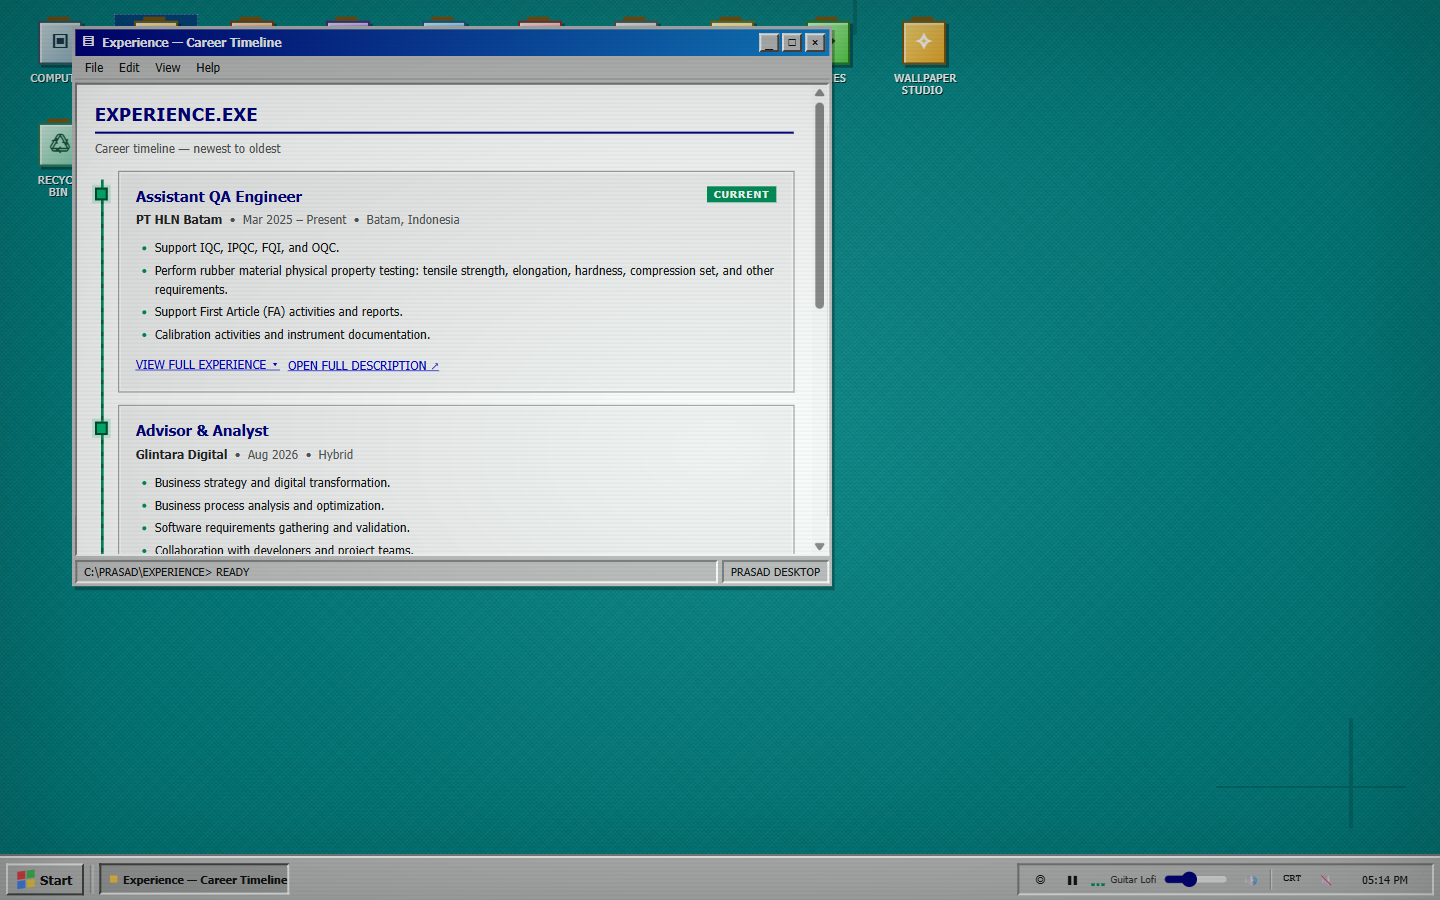 Experience — Career Timeline
File Edit View Help
EXPERIENCE.EXE
Career timeline — newest to oldest
Assistant QA Engineer
CURRENT
PT HLN Batam • Mar 2025 – Present • Batam, Indonesia
• Support IQC, IPQC, FQI, and OQC.
• Perform rubber material physical property testing: tensile strength, elongation, hardness, compression set, and other
requirements.
• Support First Article (FA) activities and reports.
• Calibration activities and instrument documentation.
VIEW FULL EXPERIENCE ▾ OPEN FULL DESCRIPTION ↗
Advisor & Analyst
Glintara Digital • Aug 2026 • Hybrid
• Business strategy and digital transformation.
• Business process analysis and optimization.
• Software requirements gathering and validation.
• Collaboration with developers and project teams.
C:\PRASAD\EXPERIENCE> READY
PRASAD DESKTOP
WALLPAPER
STUDIO
BIN
Start
Experience — Career Timeline
Guitar Lofi
CRT
05:14 PM